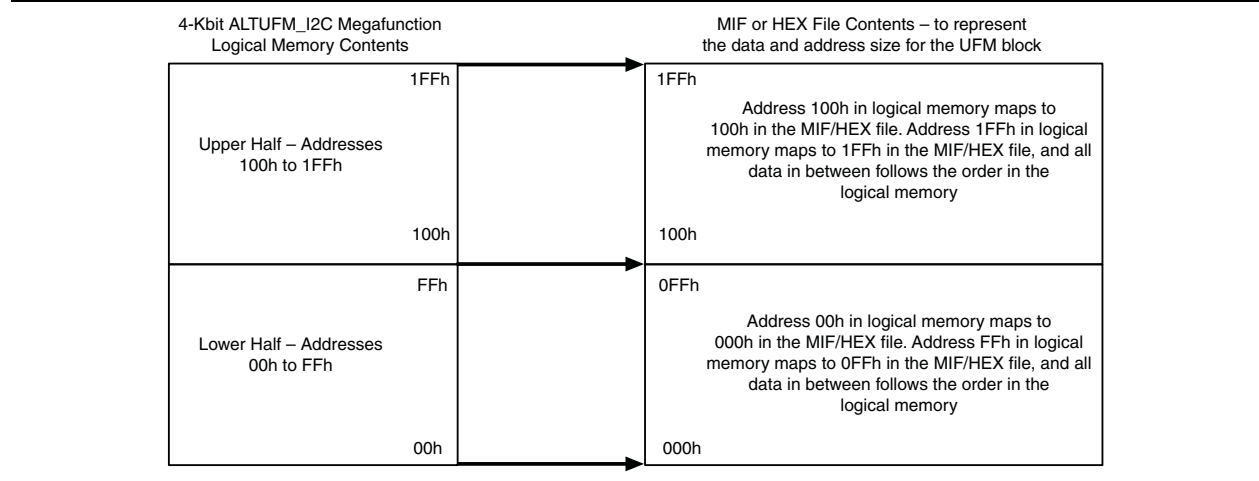 4-Kbit ALTUFM_I2C Megafunction
Logical Memory Contents
MIF or HEX File Contents – to represent
the data and address size for the UFM block
1FFh
Upper Half – Addresses
100h to 1FFh
100h
1FFh
Address 100h in logical memory maps to
100h in the MIF/HEX file. Address 1FFh in logical
memory maps to 1FFh in the MIF/HEX file, and all
data in between follows the order in the
logical memory
100h
FFh
Lower Half – Addresses
00h to FFh
00h
0FFh
Address 00h in logical memory maps to
000h in the MIF/HEX file. Address FFh in logical
memory maps to 0FFh in the MIF/HEX file, and all
data in between follows the order in the
logical memory
000h